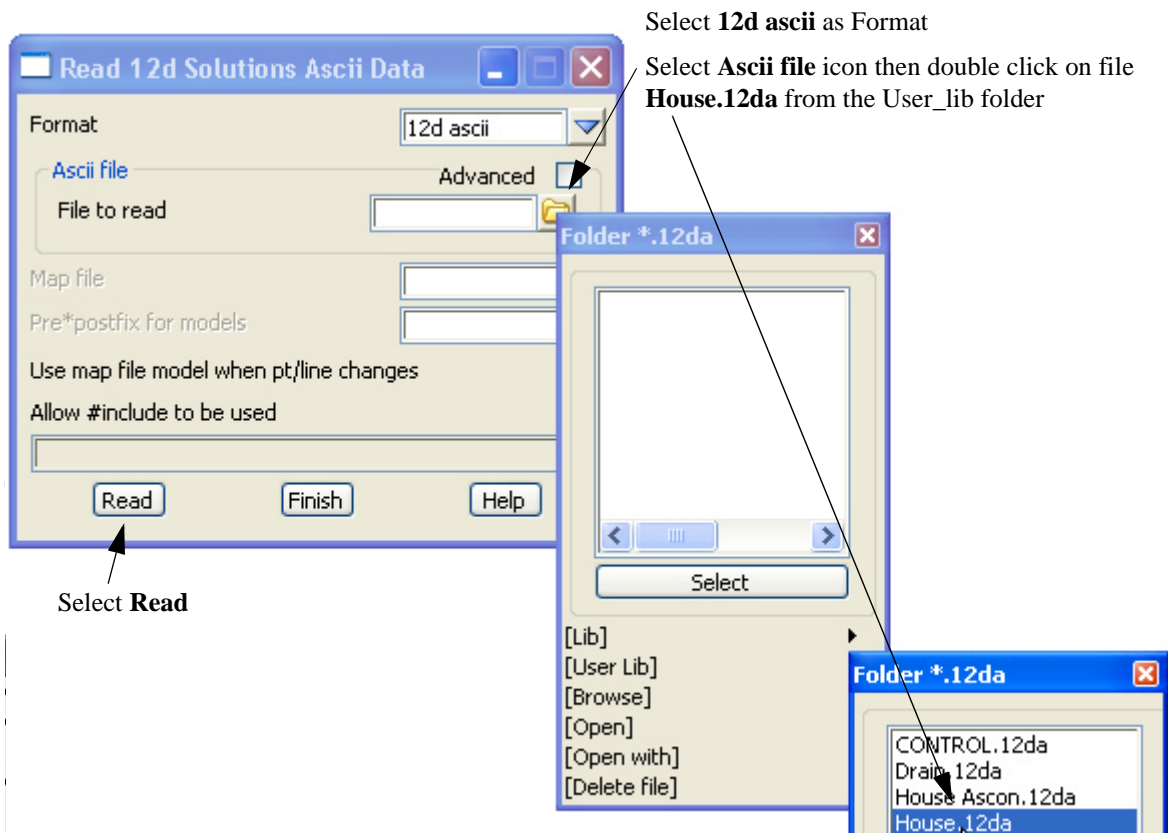 Select 12d ascii as Format
Select Ascii file icon then double click on file
House.12da from the User_lib folder
Read 12d Solutions Ascii Data
Format
12d ascii
Ascii file
Advanced
File to read
Map file
Pre*postfix for models
Use map file model when pt/line changes
Allow #include to be used
Read
Finish
Help
Select Read
Folder *.12da
Select
[Lib]
[User Lib]
[Browse]
[Open]
[Open with]
[Delete file]
Folder *.12da
CONTROL.12da
Drain.12da
House Ascon.12da
House.12da